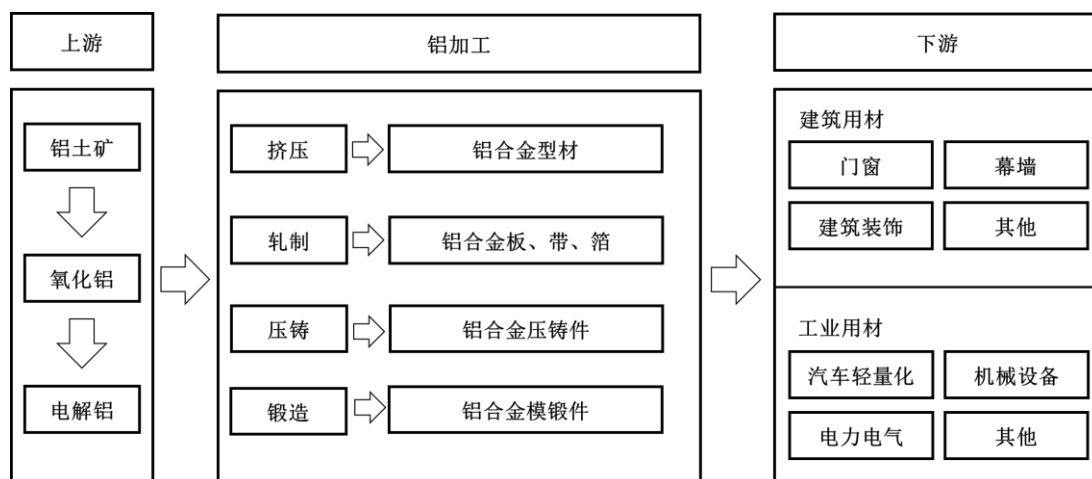 上游
铝加工
下游
铝土矿
氧化铝
电解铝
挤压
铝合金型材
轧制
铝合金板、带、箔
压铸
铝合金压铸件
锻造
铝合金模锻件
建筑用材
门窗
幕墙
建筑装饰
其他
工业用材
汽车轻量化
机械设备
电力电气
其他